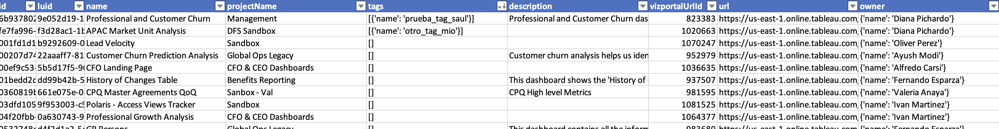 id luid name projectName tags description vizportalUrlId url owner
6b937802 9e052d19-1 Professional and Customer Churn Management [{'name': 'prueba_tag_saul'}] Professional and Customer Churn das 823383 https://us-east-1.online.tableau.com, {'name': 'Diana Pichardo'}
fe7fa996- f3d28ac1-1b APAC Market Unit Analysis DFS Sandbox [{'name': 'otro_tag_mio'}] 1020663 https://us-east-1.online.tableau.com, {'name': 'Diana Pichardo'}
001fd1d1 b9292609-0 Lead Velocity Sandbox [] 1070247 https://us-east-1.online.tableau.com, {'name': 'Oliver Perez'}
00207d74 22aaaff7-81 Customer Churn Prediction Analysis Global Ops Legacy [] Customer churn analysis helps us iden 952979 https://us-east-1.online.tableau.com, {'name': 'Ayush Modi'}
00ef9c53- 5b5d17f5-90 CFO Landing Page CFO & CEO Dashboards [] 1036635 https://us-east-1.online.tableau.com, {'name': 'Alfredo Carsi'}
01bedd2c dd99b42b-5 History of Changes Table Benefits Reporting [] This dashboard shows the 'History of 937507 https://us-east-1.online.tableau.com, {'name': 'Fernando Esparza'}
0360819b 661e075e-0 CPQ Master Agreements QoQ Sanbox - Val [] CPQ High level Metrics 981595 https://us-east-1.online.tableau.com, {'name': 'Valeria Anaya'}
03dfd105 9f953003-c5 Polaris - Access Views Tracker Sandbox [] 1081525 https://us-east-1.online.tableau.com, {'name': 'Ivan Martinez'}
04f20fbb- 0a630743-9 Professional Growth Analysis CFO & CEO Dashboards [] 1064377 https://us-east-1.online.tableau.com, {'name': 'Ivan Martinez'}
GP Persons Global Ops Legacy [] This dashboard contains all the inform 983680 https://us-east-1.online.tableau.com, {'name': 'Fernando Esparza'}